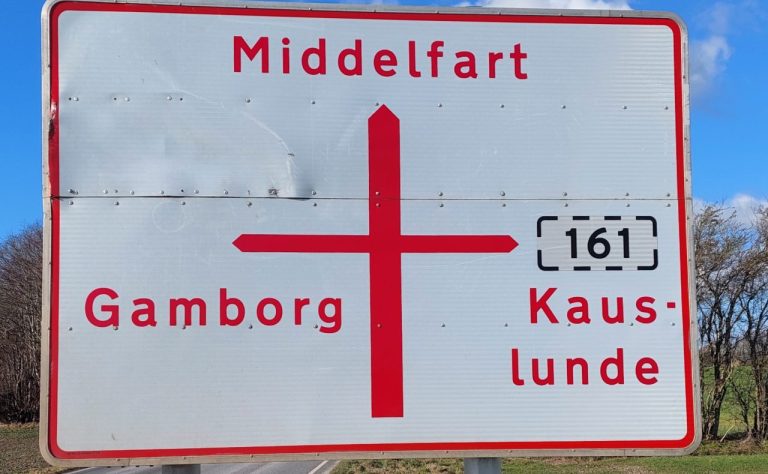 Middelfart
161
Gamborg
Kaus-
lunde